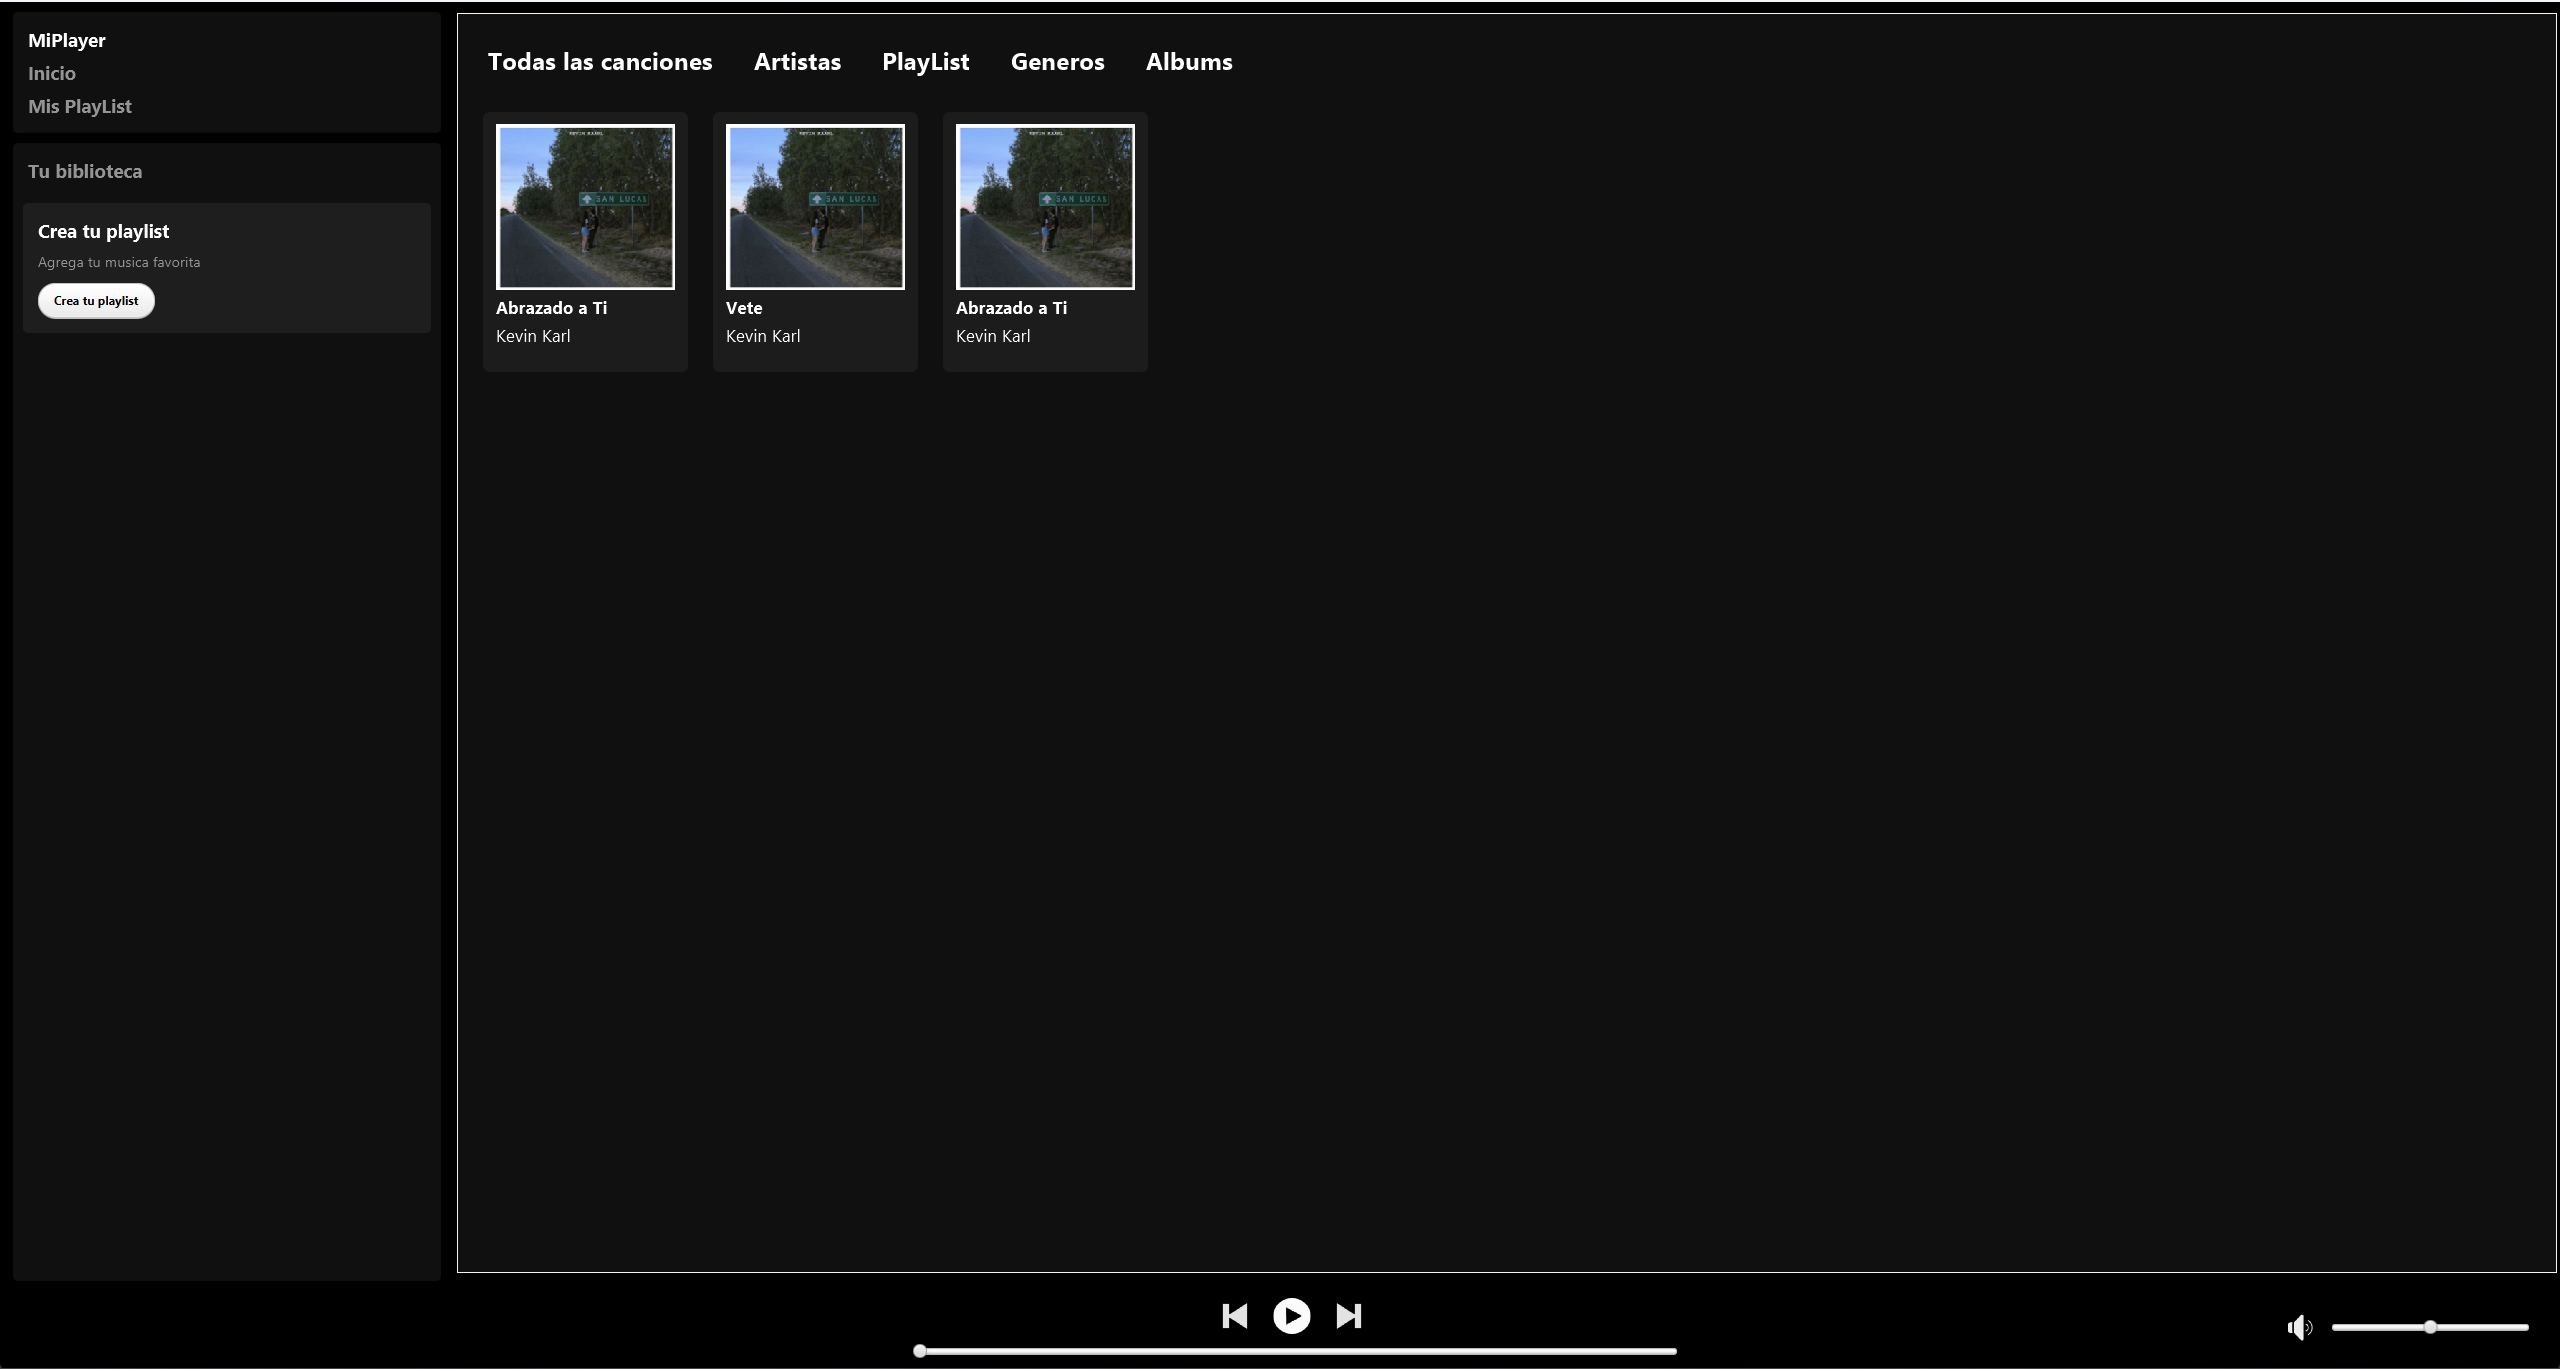 MiPlayer
Inicio
Mis PlayList
Tu biblioteca
Crea tu playlist
Agrega tu musica favorita
Crea tu playlist
Todas las canciones
Artistas
PlayList
Generos
Albums
KEVIN KAARL
SAN LUCAS
Abrazado a Ti
Kevin Karl
KEVIN KAARL
SAN LUCAS
Vete
Kevin Karl
KEVIN KAARL
SAN LUCAS
Abrazado a Ti
Kevin Karl